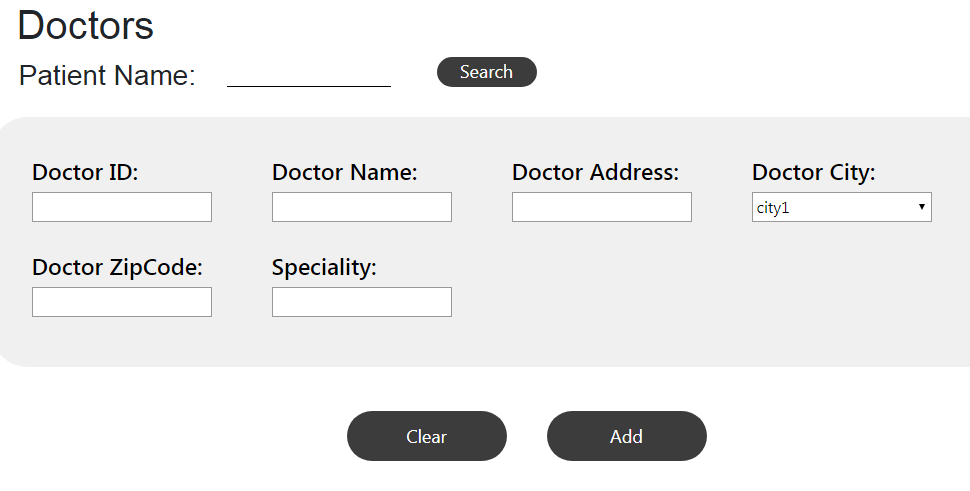 Doctors
Patient Name: Search
Doctor ID: Doctor Name: Doctor Address: Doctor City:
city1
Doctor ZipCode: Speciality:
Clear Add